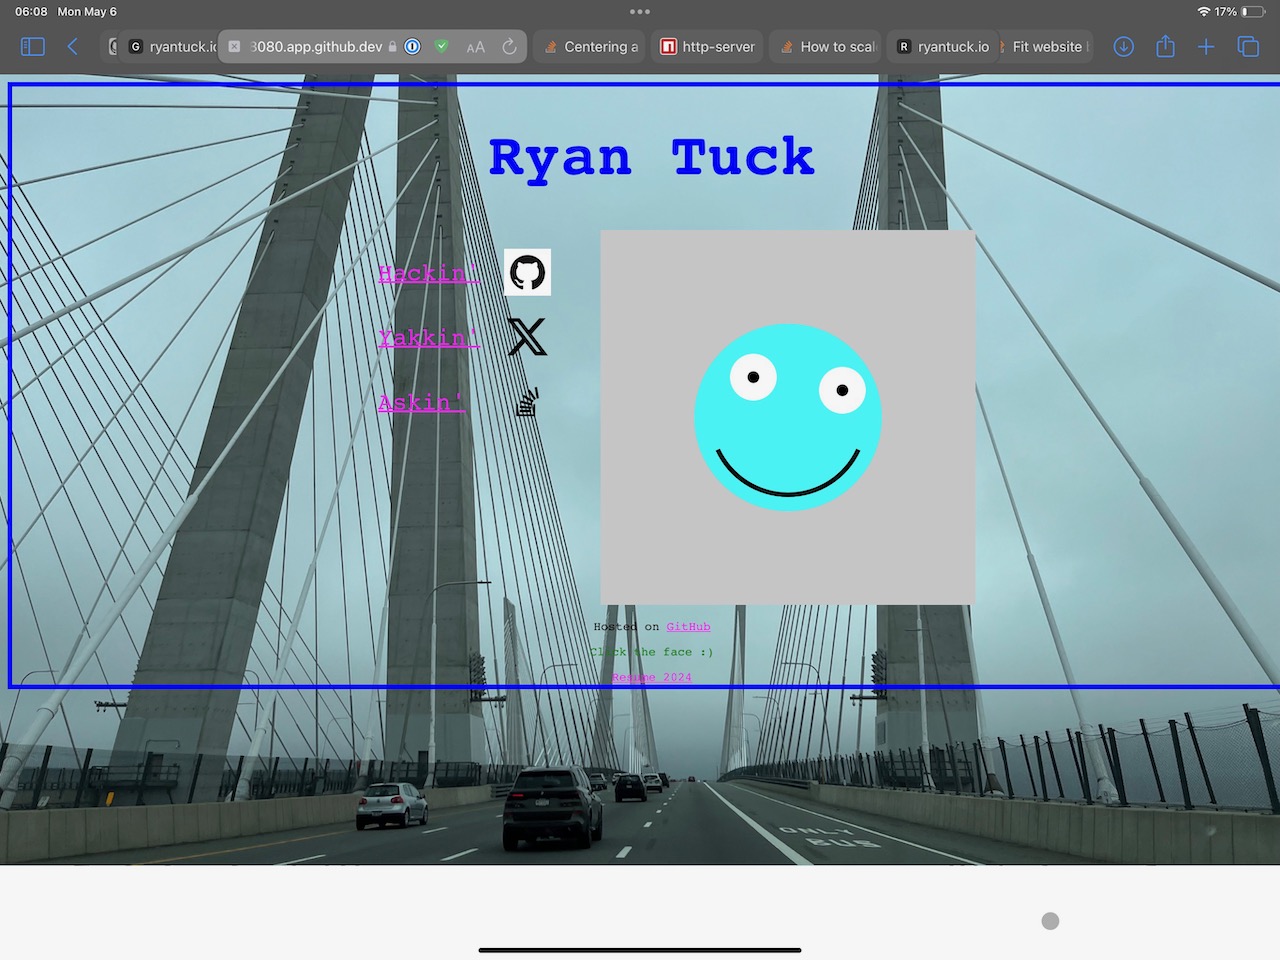 06:08 Mon May 6
17%
ryantuck.io
8080.app.github.dev
AA
Centering a
http-server
How to scal
ryantuck.io
Fit website
Ryan Tuck
Hackin'
Yakkin'
Askin'
Hosted on GitHub
Click the face :)
Resume 2024
ONLY
BUS